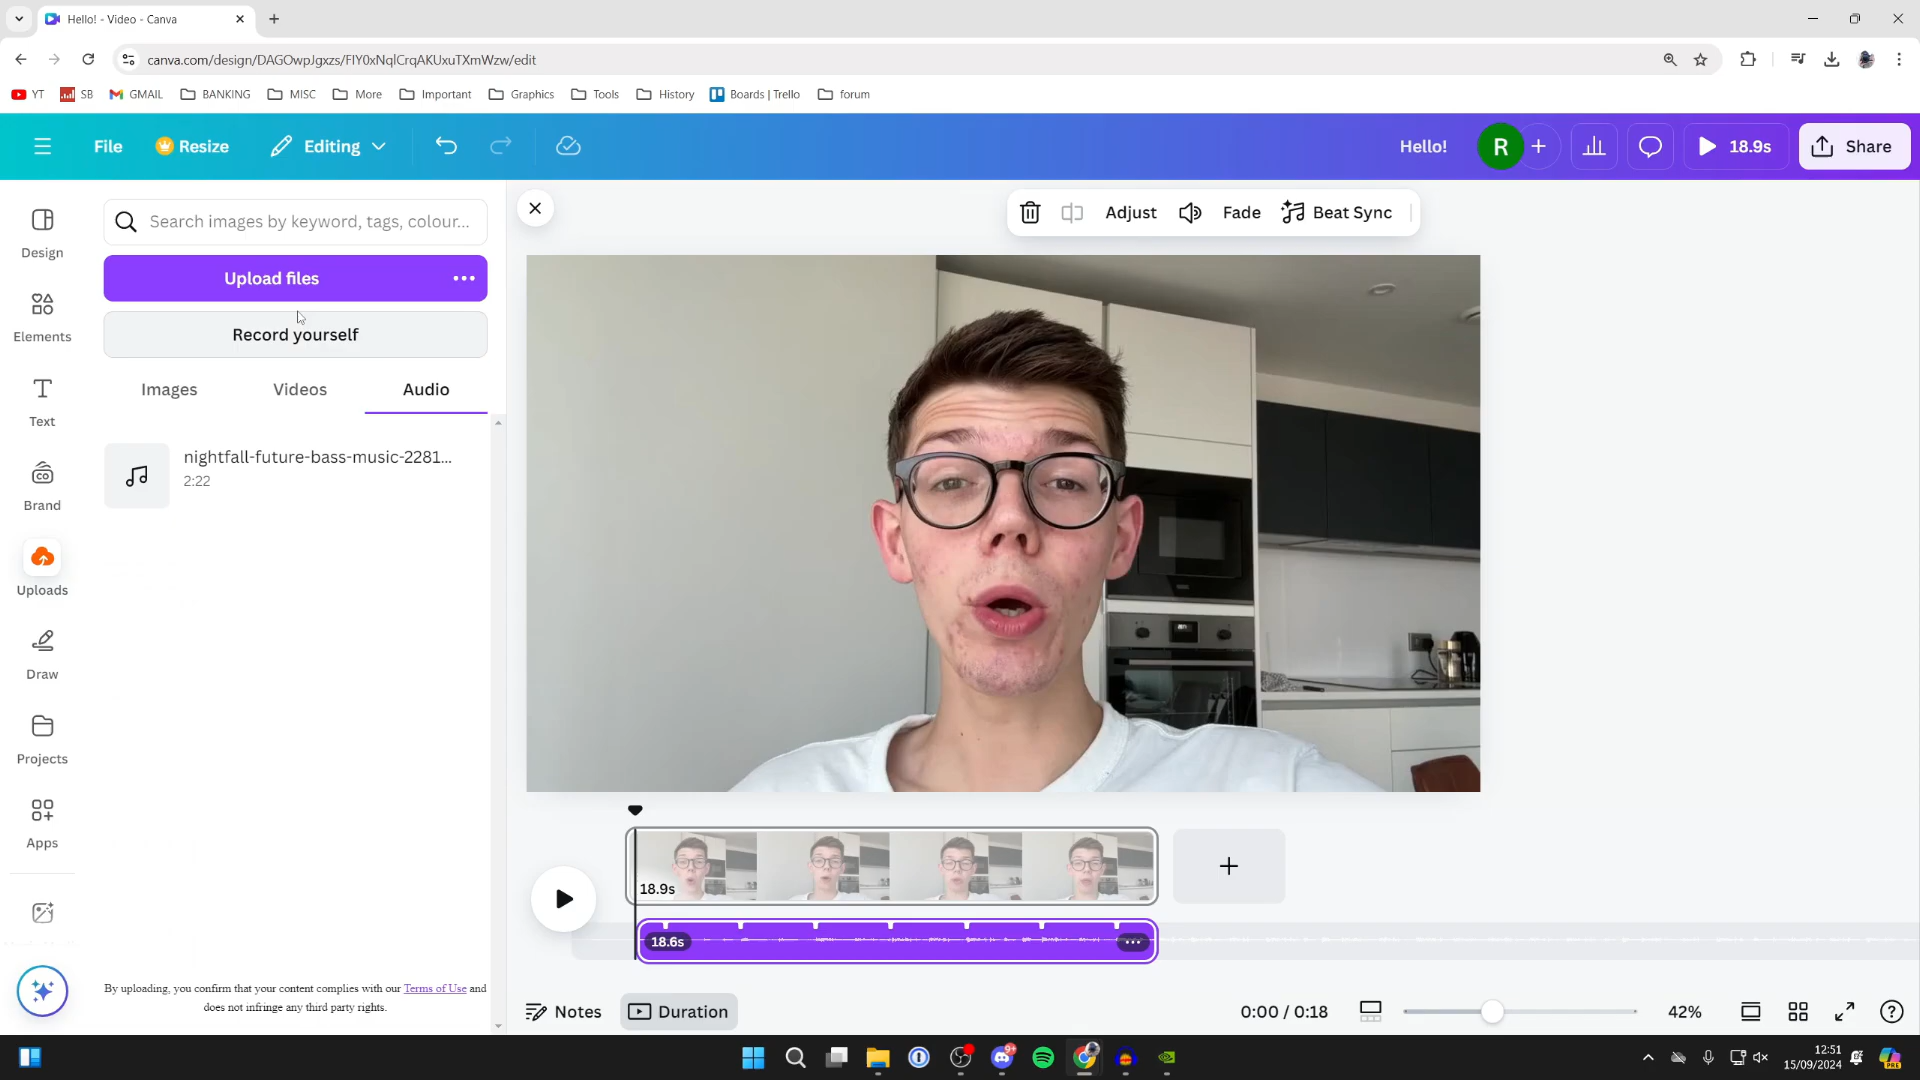 Hello! - Video - Canva
canva.com/design/DAGOwpJgxzs/FIY0xNqlCrqAKUxuTXmWzw/edit
YT SB GMAIL BANKING MISC More Important Graphics Tools History Boards | Trello forum
File Resize Editing Hello! R 18.9s Share
Search images by keyword, tags, colour...
Adjust Fade Beat Sync
Upload files
Record yourself
Images Videos Audio
nightfall-future-bass-music-2281...
2:22
Design
Elements
Text
Brand
Uploads
Draw
Projects
Apps
18.9s
18.6s
By uploading, you confirm that your content complies with our Terms of Use and
does not infringe any third party rights.
Notes Duration 0:00 / 0:18 42%
9+
12:51
15/09/2024
PRE